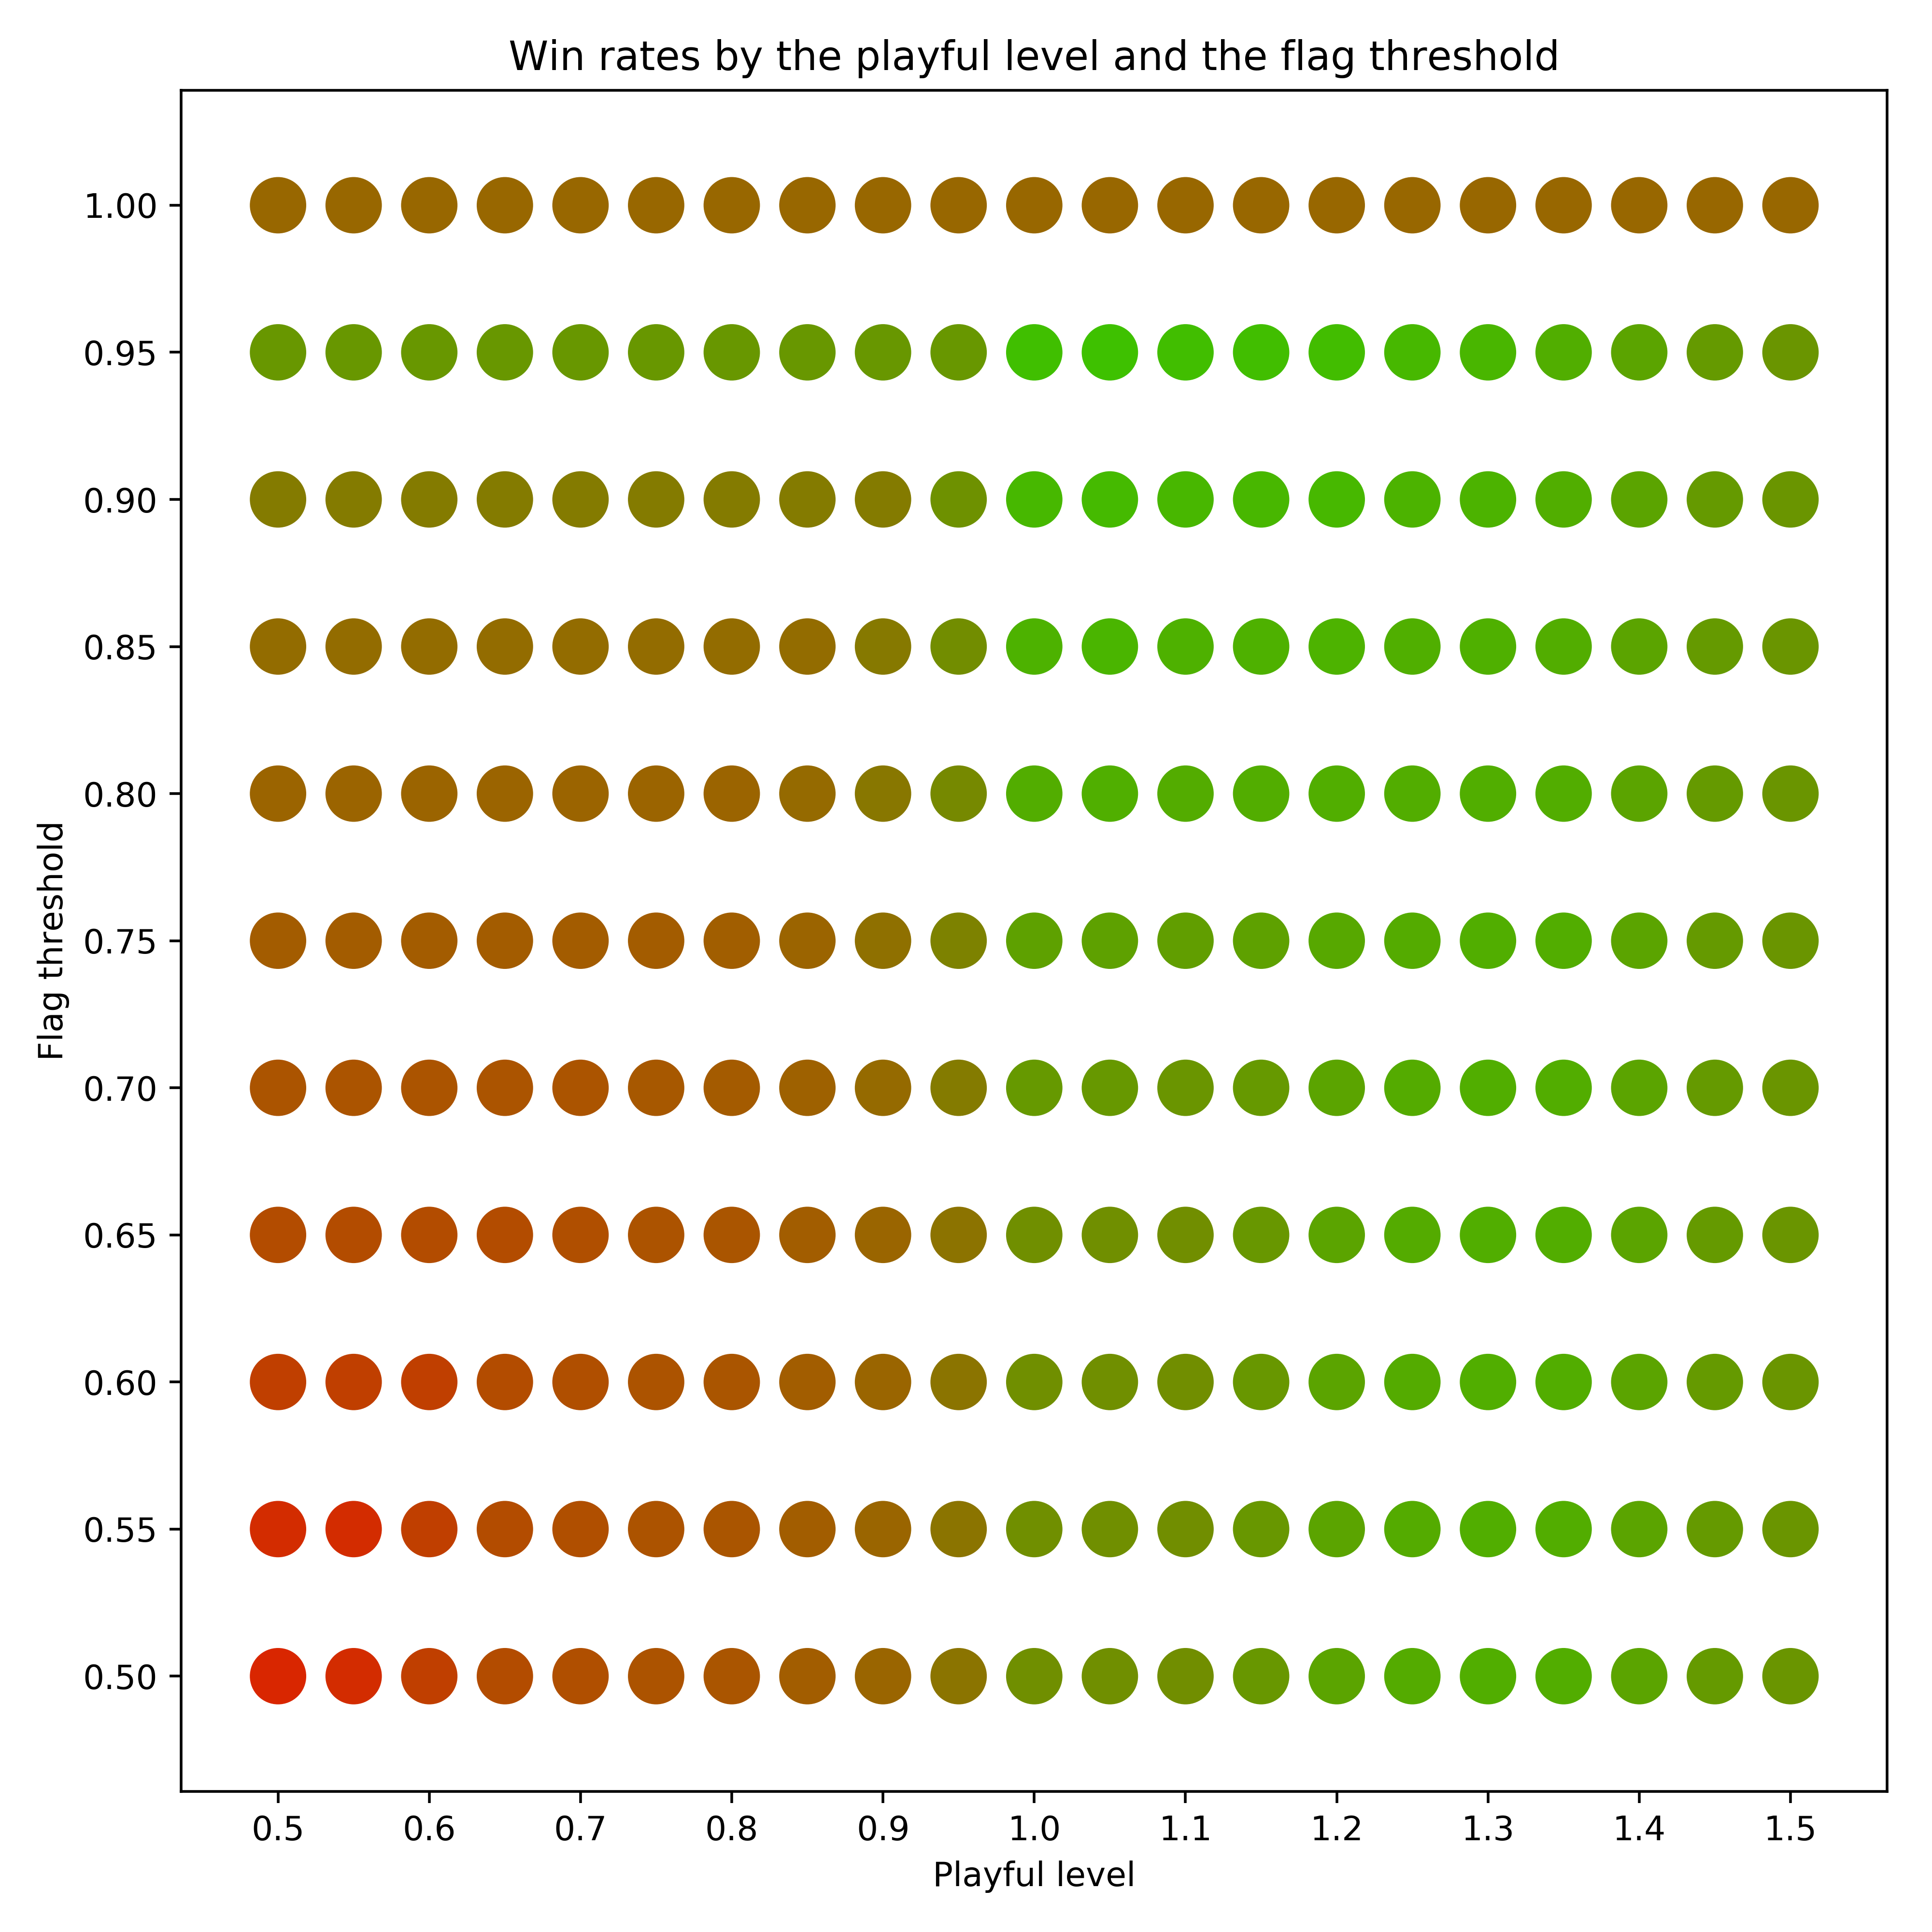 Win rates by the playful level and the flag threshold
1.00
0.95
0.90
0.85
0.80
0.75
0.70
0.65
0.60
0.55
0.50
Flag threshold
0.5 0.6 0.7 0.8 0.9 1.0 1.1 1.2 1.3 1.4 1.5
Playful level